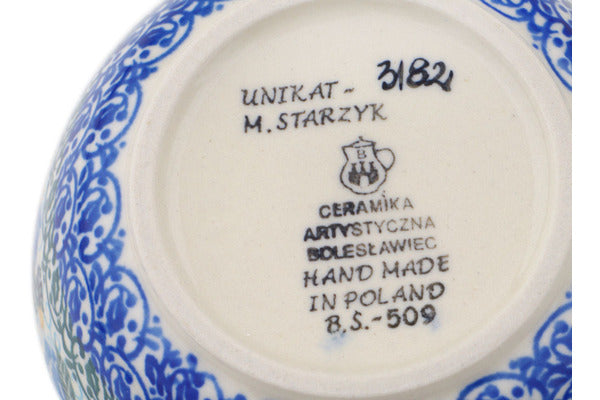 UNIKAT - 3182
M. STARZYK
B
CERAMIKA
ARTYSTYCZNA
BOLESŁAWIEC
HAND MADE
IN POLAND
B.S.-509